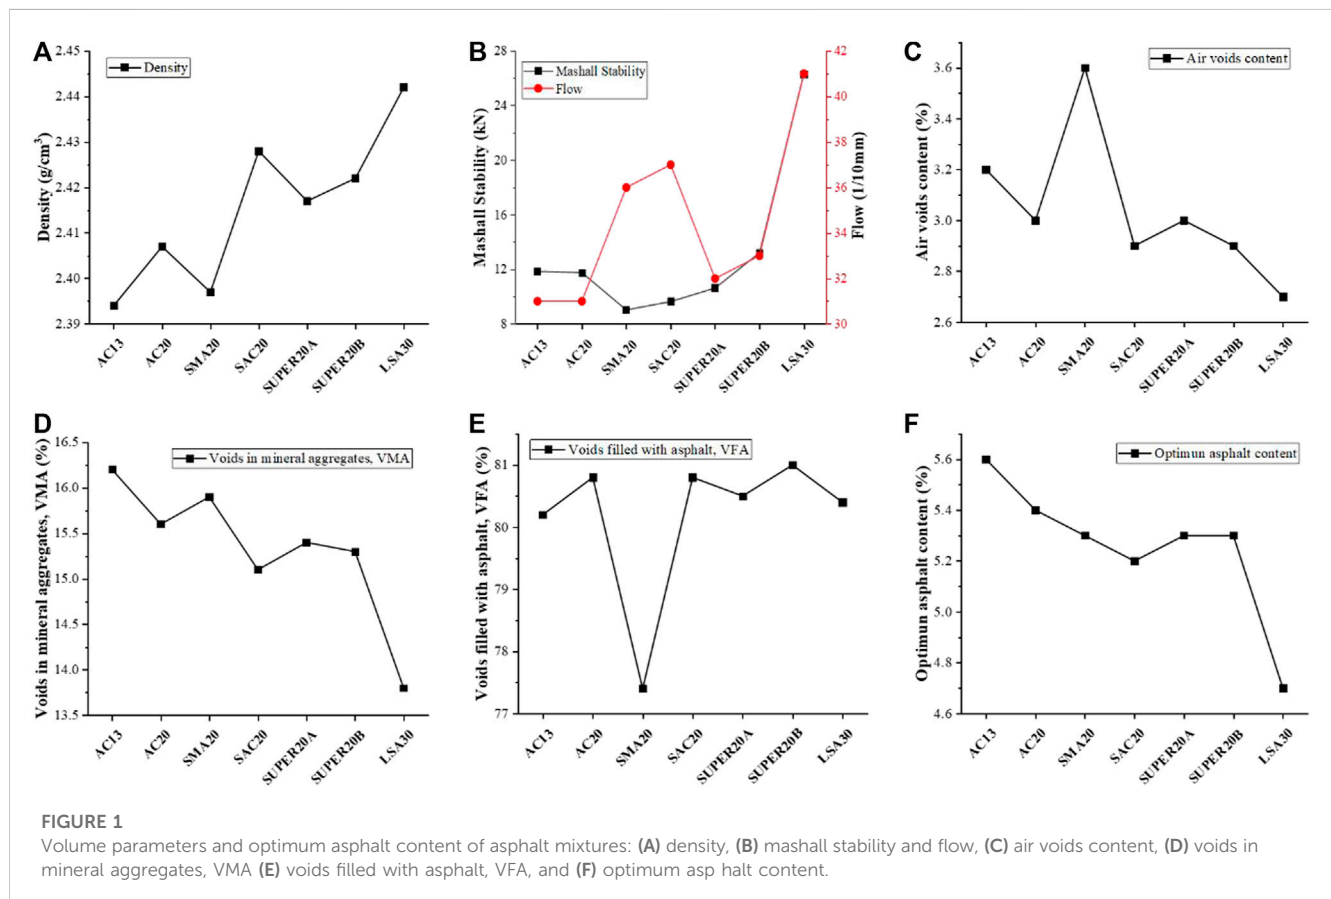 A
Density
2.45
2.44
2.43
2.42
2.41
2.40
2.39
Density (g/cm³)
AC13
AC20
SMA20
SAC20
SUPER20A
SUPER20B
LSA30
B
Mashall Stability
Flow
28
24
20
16
12
8
Mashall Stability (kN)
42
40
38
36
34
32
30
Flow (1/10mm)
AC13
AC20
SMA20
SAC20
SUPER20A
SUPER20B
LSA30
C
Air voids content
3.6
3.4
3.2
3.0
2.8
2.6
Air voids content (%)
AC13
AC20
SMA20
SAC20
SUPER20A
SUPER20B
LSA30
D
Voids in mineral aggregates, VMA
16.5
16.0
15.5
15.0
14.5
14.0
13.5
Voids in mineral aggregates, VMA (%)
AC13
AC20
SMA20
SAC20
SUPER20A
SUPER20B
LSA30
E
Voids filled with asphalt, VFA
81
80
79
78
77
Voids filled with asphalt, VFA (%)
AC13
AC20
SMA20
SAC20
SUPER20A
SUPER20B
LSA30
F
Optimun asphalt content
5.6
5.4
5.2
5.0
4.8
4.6
Optimun asphalt content (%)
AC13
AC20
SMA20
SAC20
SUPER20A
SUPER20B
LSA30
FIGURE 1
Volume parameters and optimum asphalt content of asphalt mixtures: (A) density, (B) mashall stability and flow, (C) air voids content, (D) voids in
mineral aggregates, VMA (E) voids filled with asphalt, VFA, and (F) optimum asp halt content.